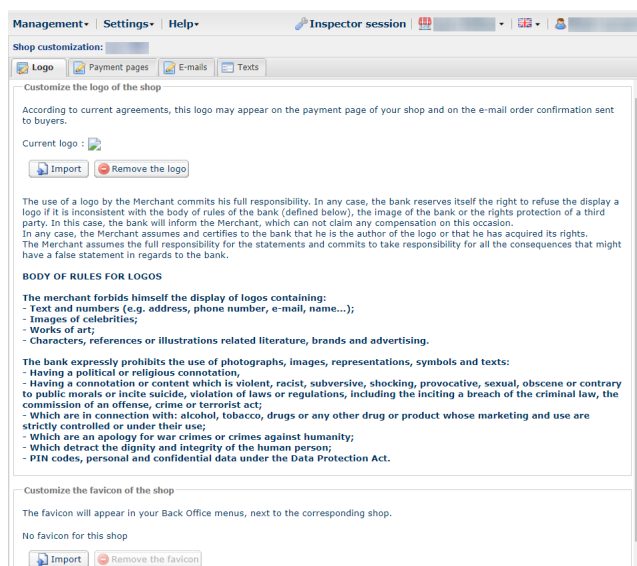 Management Settings Help Inspector session
Shop customization:
Logo Payment pages E-mails Texts
Customize the logo of the shop
According to current agreements, this logo may appear on the payment page of your shop and on the e-mail order confirmation sent
to buyers.
Current logo :
Import Remove the logo
The use of a logo by the Merchant commits his full responsibility. In any case, the bank reserves itself the right to refuse the display a
logo if it is inconsistent with the body of rules of the bank (defined below), the image of the bank or the rights protection of a third
party. In this case, the bank will inform the Merchant, which can not claim any compensation on this occasion.
In any case, the Merchant assumes and certifies to the bank that he is the author of the logo or that he has acquired its rights.
The Merchant assumes the full responsibility for the statements and commits to take responsibility for all the consequences that might
have a false statement in regards to the bank.
BODY OF RULES FOR LOGOS
The merchant forbids himself the display of logos containing:
- Text and numbers (e.g. address, phone number, e-mail, name...);
- Images of celebrities;
- Works of art;
- Characters, references or illustrations related literature, brands and advertising.
The bank expressly prohibits the use of photographs, images, representations, symbols and texts:
- Having a political or religious connotation,
- Having a connotation or content which is violent, racist, subversive, shocking, provocative, sexual, obscene or contrary
to public morals or incite suicide, violation of laws or regulations, including the inciting a breach of the criminal law, the
commission of an offense, crime or terrorist act;
- Which are in connection with: alcohol, tobacco, drugs or any other drug or product whose marketing and use are
strictly controlled or under their use;
- Which are an apology for war crimes or crimes against humanity;
- Which detract the dignity and integrity of the human person;
- PIN codes, personal and confidential data under the Data Protection Act.
Customize the favicon of the shop
The favicon will appear in your Back Office menus, next to the corresponding shop.
No favicon for this shop
Import Remove the favicon